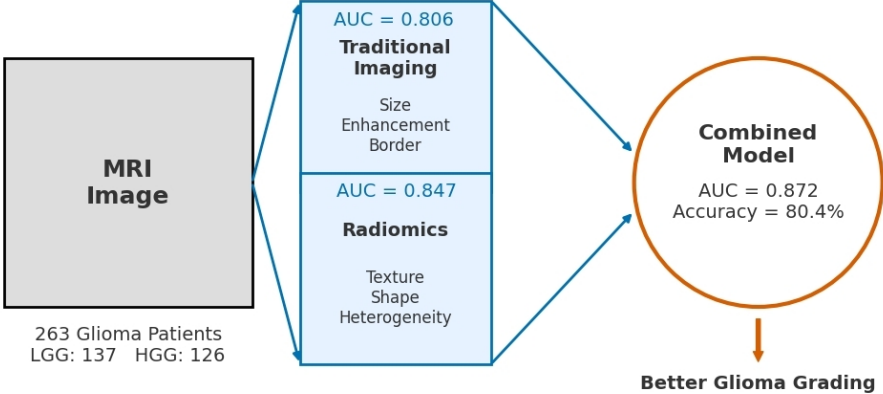 MRI
Image
263 Glioma Patients
LGG: 137   HGG: 126
AUC = 0.806
Traditional
Imaging
Size
Enhancement
Border
AUC = 0.847
Radiomics
Texture
Shape
Heterogeneity
Combined
Model
AUC = 0.872
Accuracy = 80.4%
Better Glioma Grading